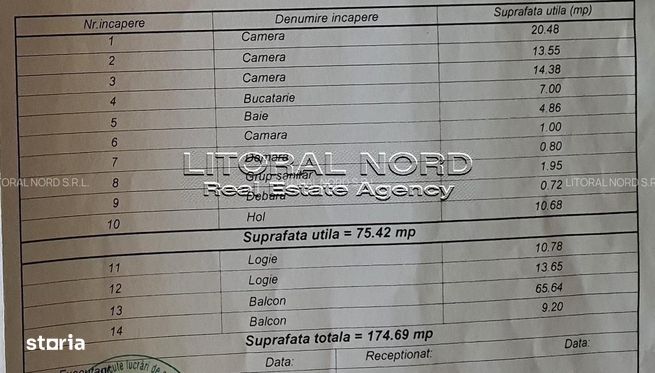 Nr.incapere Denumire incapere Suprafata utila (mp)
1 Camera 20.48
2 Camera 13.55
3 Camera 14.38
4 Bucatarie 7.00
5 Baie 4.86
6 Camara 1.00
7 0.80
8 Grup sanitar 1.95
9 Debara 0.72
10 Hol 10.68
LITORAL NORD
Real Estate Agency
LITORAL NORD S.R.L.
LITORAL NORD S.R.L.
Suprafata utila = 75.42 mp
11 Logie 10.78
12 Logie 13.65
13 Balcon 65.64
14 Balcon 9.20
Suprafata totala = 174.69 mp
storia
Data: Receptionat: Data: